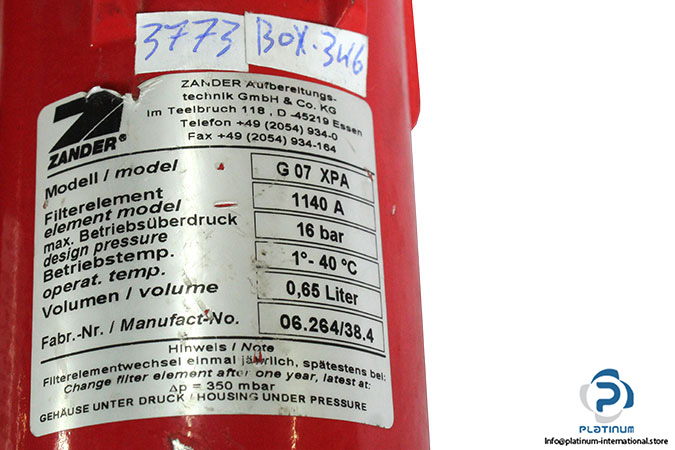 3773 BOX.346
ZANDER Aufbereitungs-
technik GmbH & Co. KG
Im Teelbruch 118 , D -45219 Essen
Telefon +49 (2054) 934-0
Fax +49 (2054) 934-164
ZANDER®
Modell / model G 07 XPA
Filterelement
element model 1140 A
max. Betriebsüberdruck
design pressure 16 bar
Betriebstemp.
operat. temp. 1°- 40 °C
Volumen / volume 0,65 Liter
Fabr.-Nr. / Manufact-No. 06.264/38.4
Hinweis / Note
Filterelementwechsel einmal jährlich, spätestens bei:
Change filter element after one year, latest at:
Δp = 350 mbar
GEHÄUSE UNTER DRUCK / HOUSING UNDER PRESSURE
PLATINUM
Info@platinum-international.store